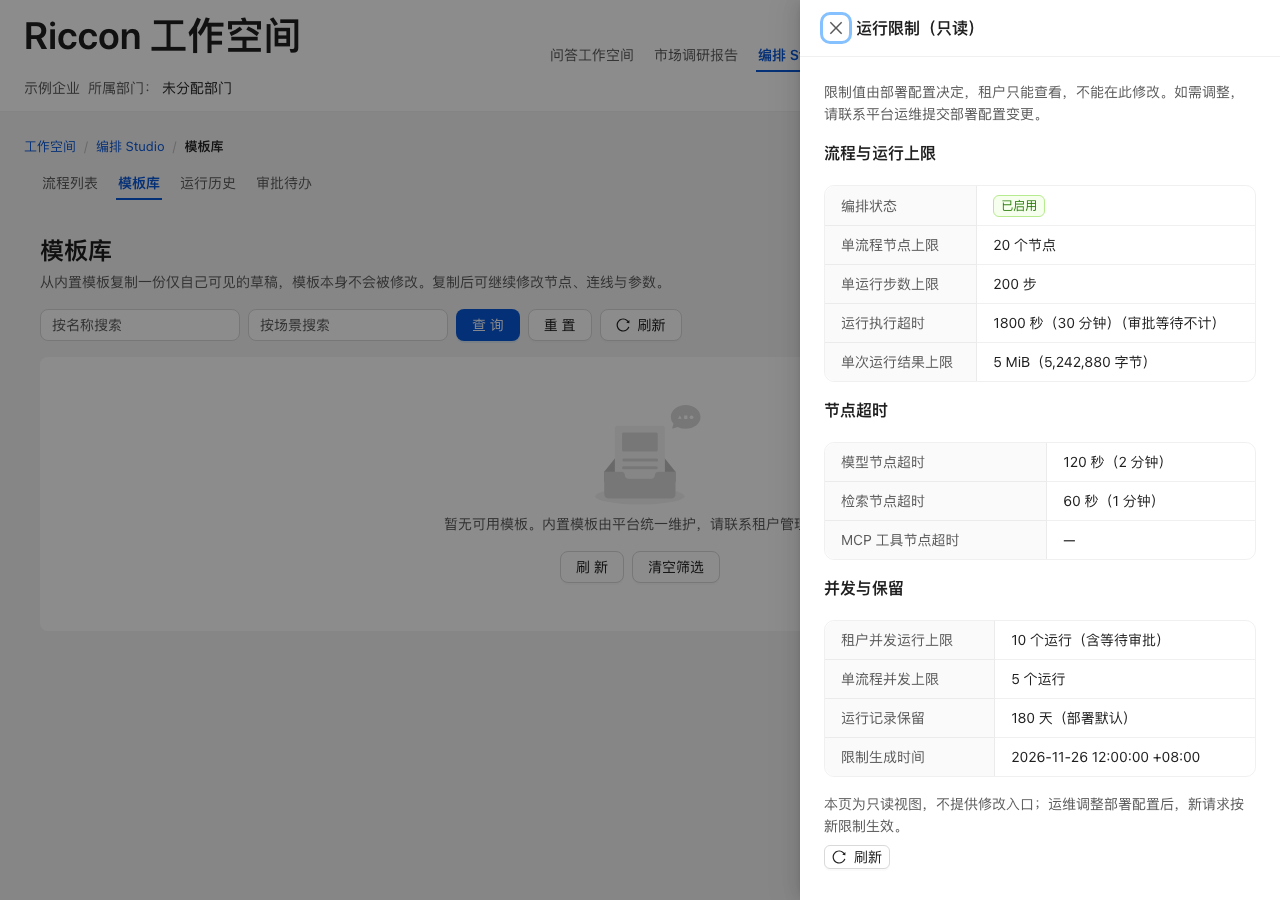 Riccon 工作空间
问答工作空间 市场调研报告 编排 S
示例企业 所属部门： 未分配部门
工作空间 / 编排 Studio / 模板库
流程列表 模板库 运行历史 审批待办
模板库
从内置模板复制一份仅自己可见的草稿，模板本身不会被修改。复制后可继续修改节点、连线与参数。
按名称搜索 按场景搜索 查 询 重 置 刷新
暂无可用模板。内置模板由平台统一维护，请联系租户管
刷 新 清空筛选
运行限制（只读）
限制值由部署配置决定，租户只能查看，不能在此修改。如需调整，
请联系平台运维提交部署配置变更。
流程与运行上限
编排状态 已启用
单流程节点上限 20 个节点
单运行步数上限 200 步
运行执行超时 1800 秒（30 分钟）（审批等待不计）
单次运行结果上限 5 MiB（5,242,880 字节）
节点超时
模型节点超时 120 秒（2 分钟）
检索节点超时 60 秒（1 分钟）
MCP 工具节点超时 —
并发与保留
租户并发运行上限 10 个运行（含等待审批）
单流程并发上限 5 个运行
运行记录保留 180 天（部署默认）
限制生成时间 2026-11-26 12:00:00 +08:00
本页为只读视图，不提供修改入口；运维调整部署配置后，新请求按
新限制生效。
刷新